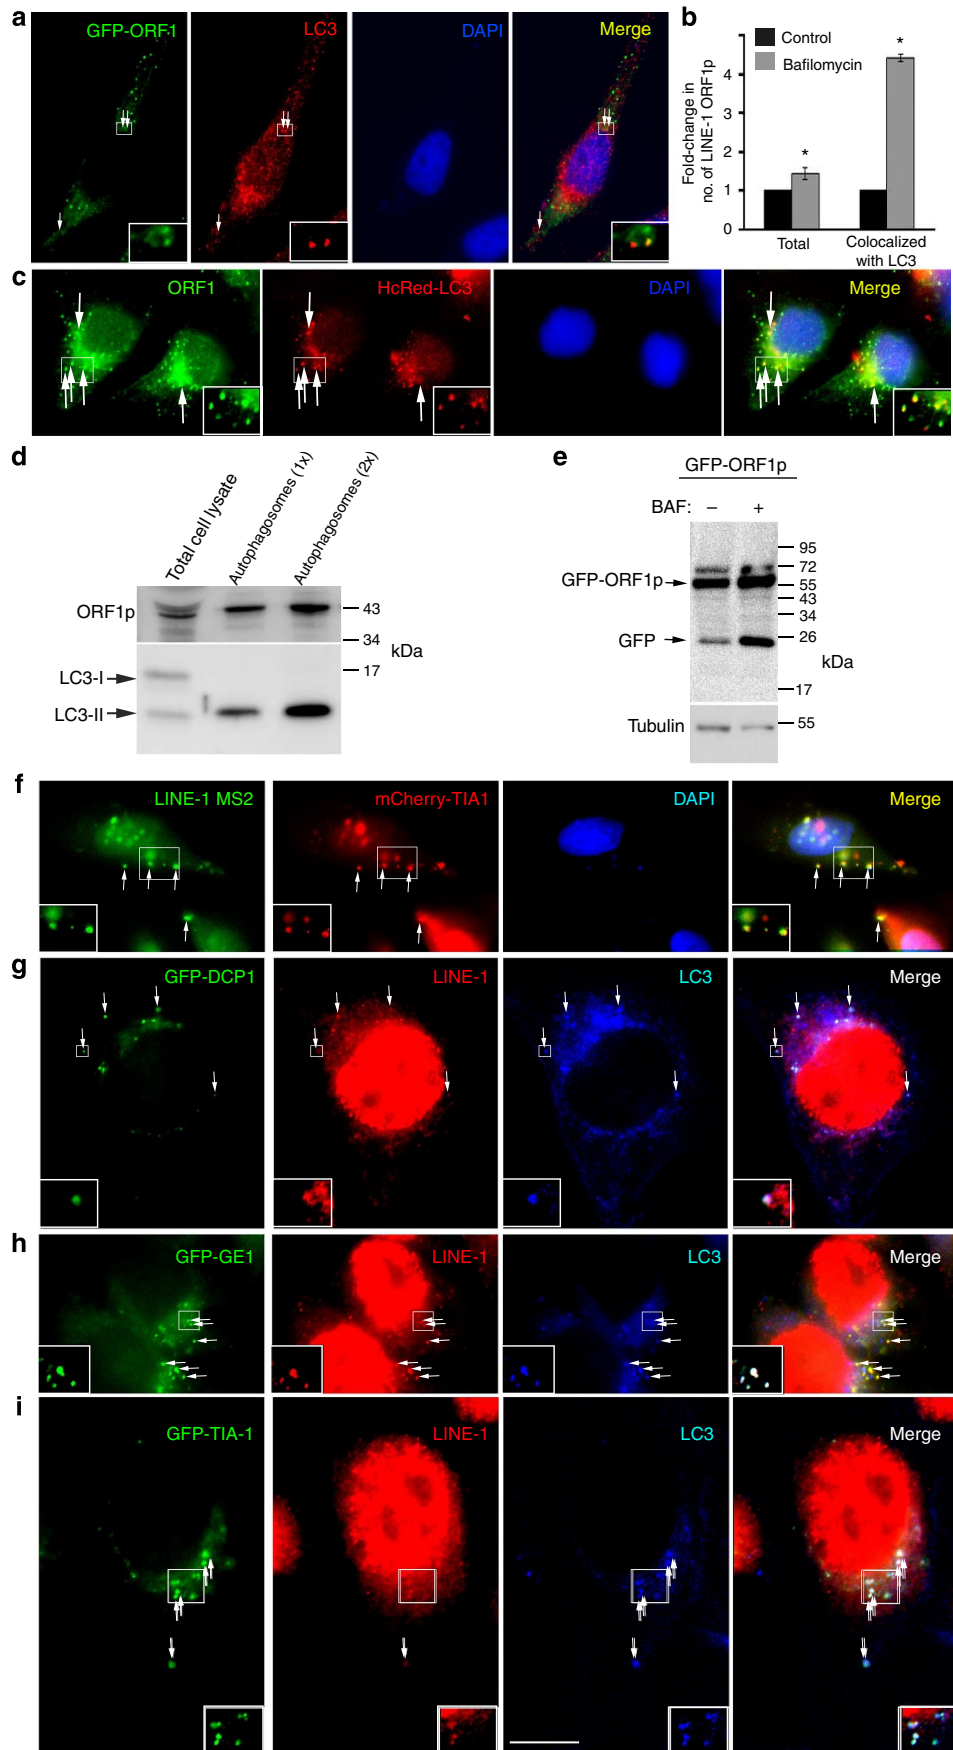 a
GFP-ORF1
LC3
DAPI
Merge
b
Control
Bafilomycin
Fold-change in
no. of LINE-1 ORF1p
4
3
2
1
0
*
*
Total
Colocalized
with LC3
c
ORF1
HcRed-LC3
DAPI
Merge
d
Total cell lysate
Autophagosomes (1x)
Autophagosomes (2x)
ORF1p
43
34
kDa
17
LC3-I
LC3-II
e
GFP-ORF1p
BAF: – +
95
72
GFP-ORF1p
55
43
34
GFP
26
kDa
17
Tubulin
55
f
LINE-1 MS2
mCherry-TIA1
DAPI
Merge
g
GFP-DCP1
LINE-1
LC3
Merge
h
GFP-GE1
LINE-1
LC3
Merge
i
GFP-TIA-1
LINE-1
LC3
Merge